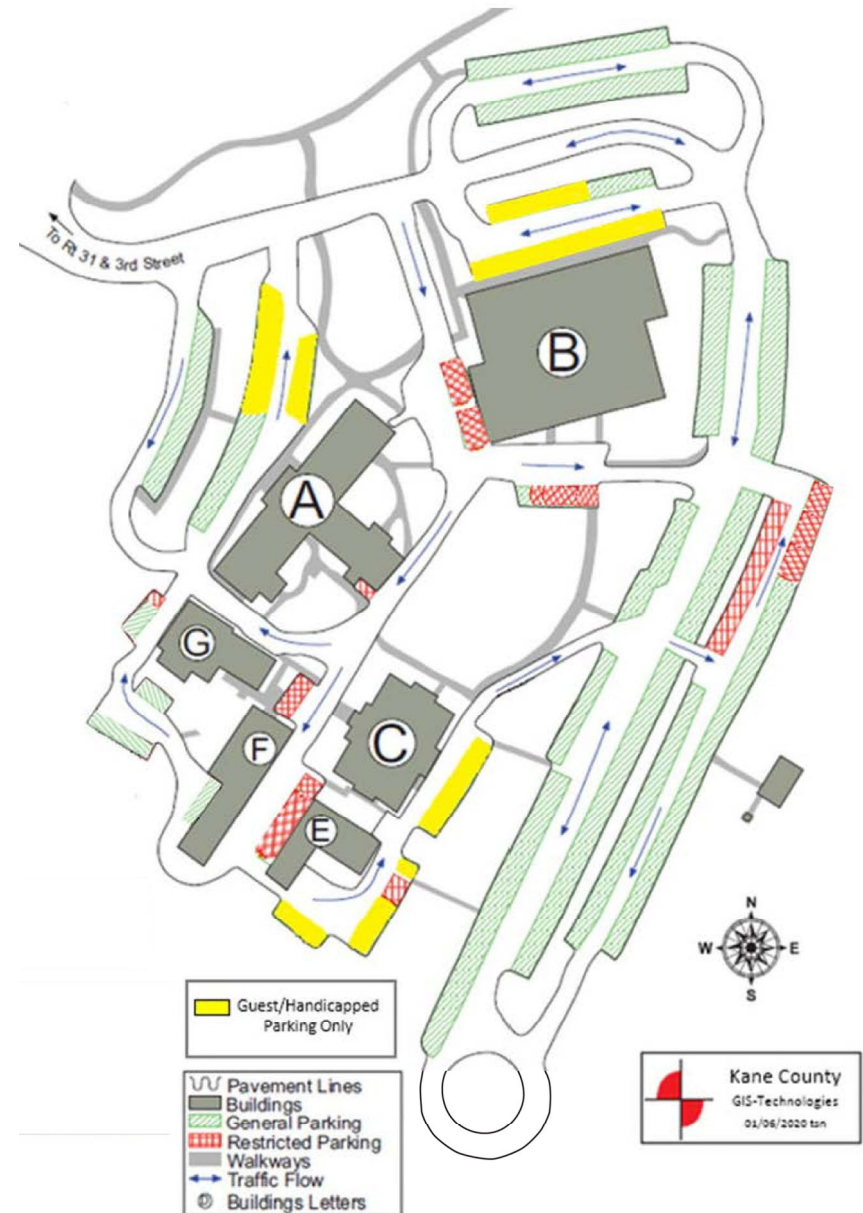 To Rt 31 & 3rd Street
B
A
G
F
C
E
N
W E
S
Guest/Handicapped
Parking Only
Pavement Lines
Buildings
General Parking
Restricted Parking
Walkways
Traffic Flow
Buildings Letters
Kane County
GIS-Technologies
01/06/2020 tsn